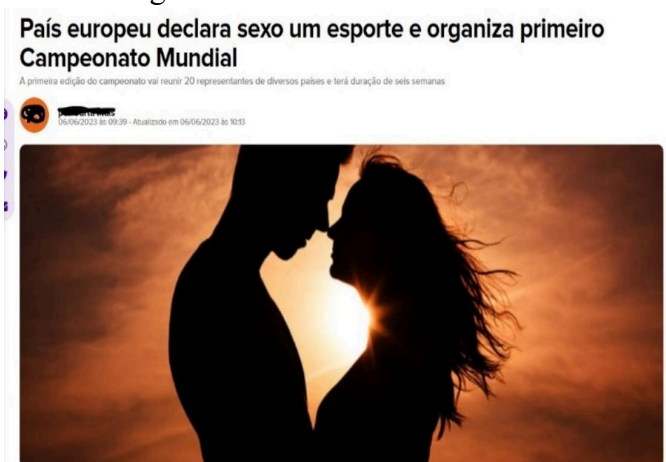 País europeu declara sexo um esporte e organiza primeiro
Campeonato Mundial
A primeira edição do campeonato vai reunir 20 representantes de diversos países e terá duração de seis semanas
06/06/2023 às 09:39 - Atualizado em 06/06/2023 às 10:13